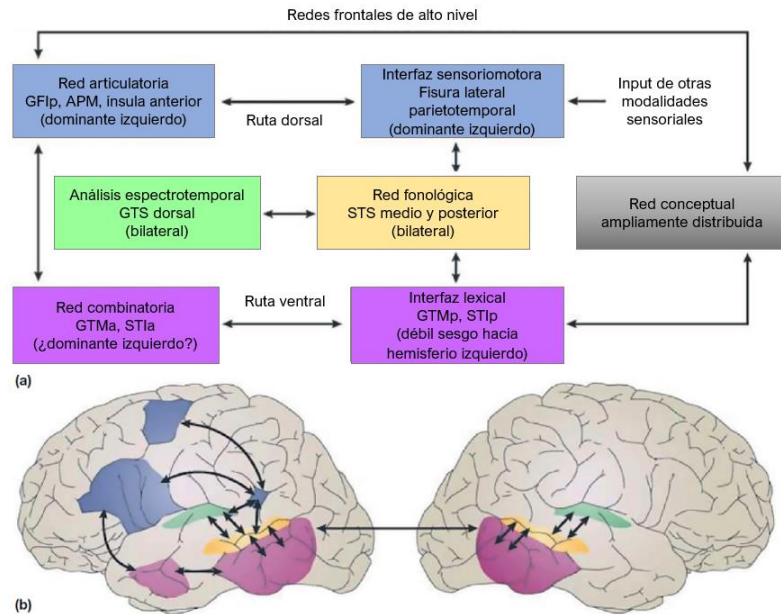 Redes frontales de alto nivel
Red articulatoria
GFIp, APM, insula anterior
(dominante izquierdo)
Ruta dorsal
Interfaz sensoriomotora
Fisura lateral
parietotemporal
(dominante izquierdo)
Input de otras
modalidades
sensoriales
Análisis espectrotemporal
GTS dorsal
(bilateral)
Red fonológica
STS medio y posterior
(bilateral)
Red conceptual
ampliamente distribuida
Red combinatoria
GTMa, STIa
(¿dominante izquierdo?)
Ruta ventral
Interfaz lexical
GTMp, STIp
(débil sesgo hacia
hemisferio izquierdo)
(a)
(b)